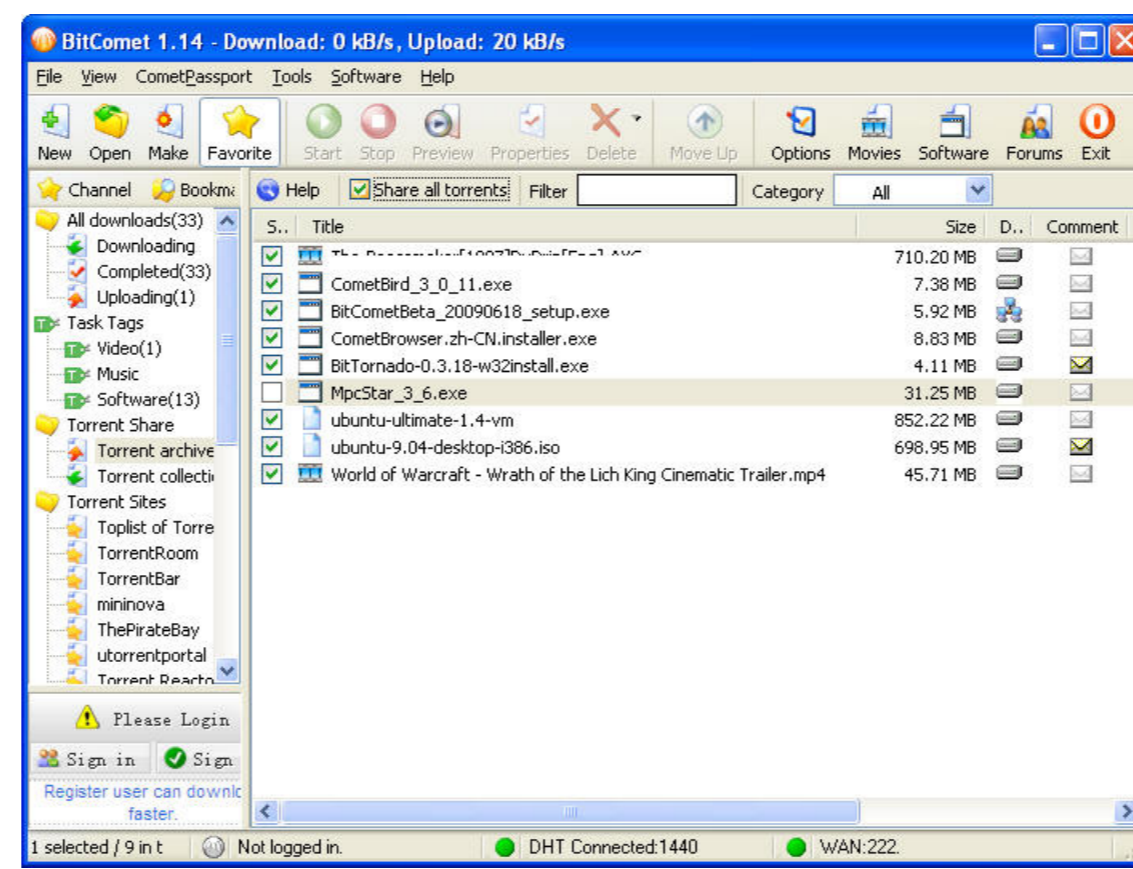 BitComet 1.14 - Download: 0 kB/s, Upload: 20 kB/s
File View CometPassport Tools Software Help
New Open Make Favorite Start Stop Preview Properties Delete Move Up Options Movies Software Forums Exit
Channel Bookma Help Share all torrents Filter Category All
All downloads(33)
Downloading
Completed(33)
Uploading(1)
Task Tags
Video(1)
Music
Software(13)
Torrent Share
Torrent archive
Torrent collecti
Torrent Sites
Toplist of Torre
TorrentRoom
TorrentBar
mininova
ThePirateBay
utorrentportal
Torrent Reacto
Please Login
Sign in Sign
Register user can downlo
faster.
S.. Title Size D.. Comment
710.20 MB
CometBird_3_0_11.exe 7.38 MB
BitCometBeta_20090618_setup.exe 5.92 MB
CometBrowser.zh-CN.installer.exe 8.83 MB
BitTornado-0.3.18-w32install.exe 4.11 MB
MpcStar_3_6.exe 31.25 MB
ubuntu-ultimate-1.4-vm 852.22 MB
ubuntu-9.04-desktop-i386.iso 698.95 MB
World of Warcraft - Wrath of the Lich King Cinematic Trailer.mp4 45.71 MB
1 selected / 9 in t Not logged in. DHT Connected:1440 WAN:222.